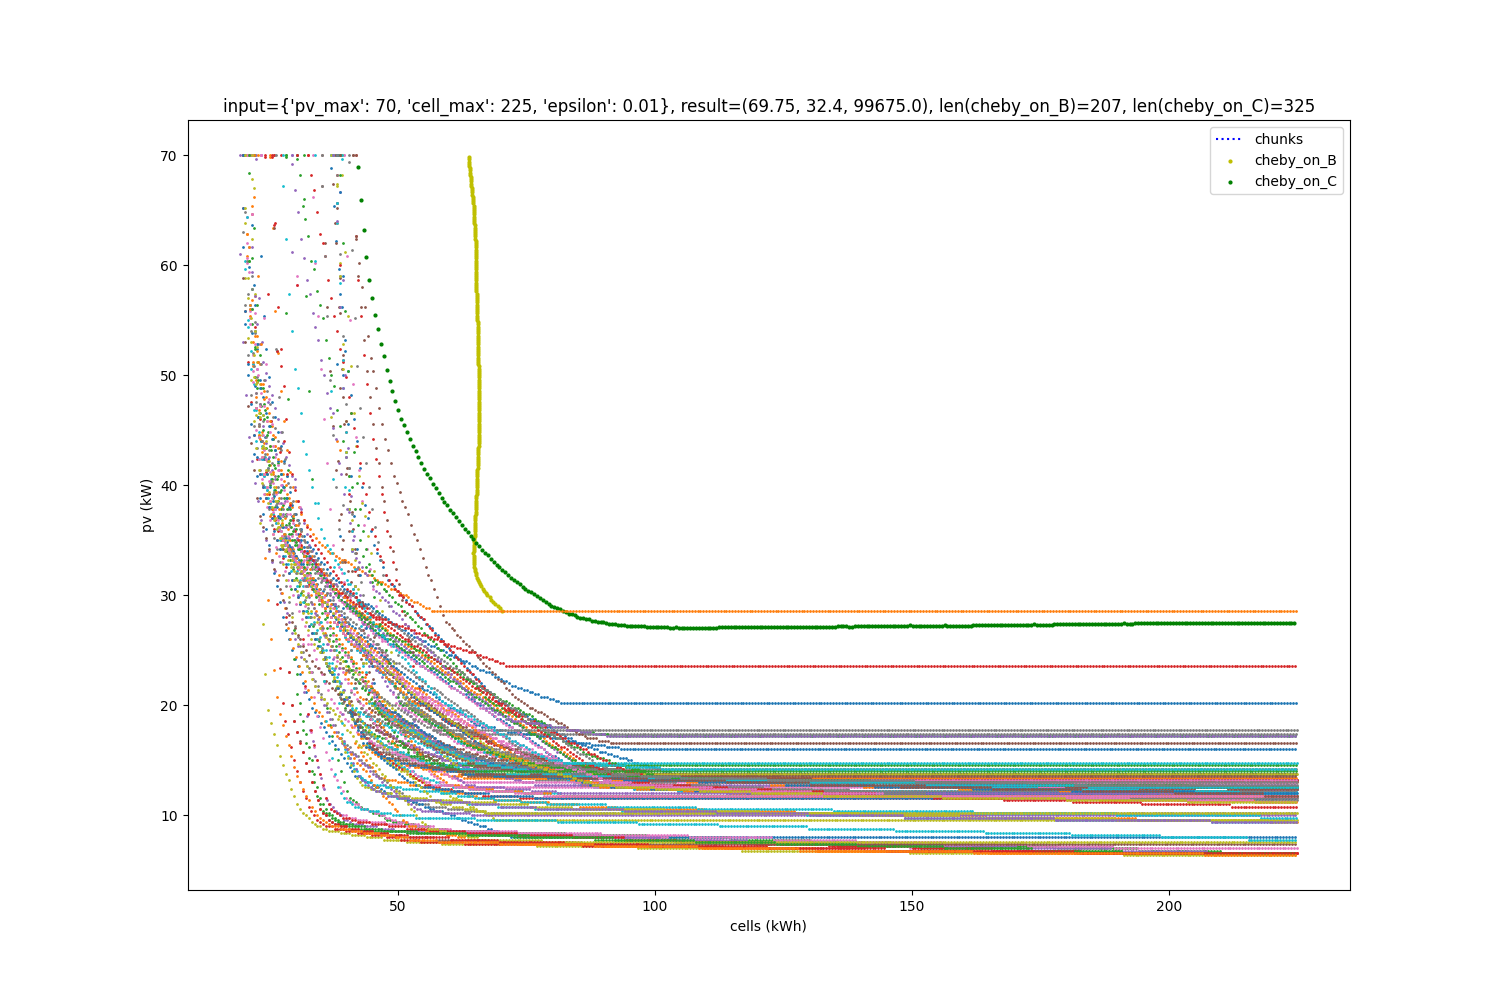 input={'pv_max': 70, 'cell_max': 225, 'epsilon': 0.01}, result=(69.75, 32.4, 99675.0), len(cheby_on_B)=207, len(cheby_on_C)=325
chunks
cheby_on_B
cheby_on_C
70
60
50
40
30
20
10
pv (kW)
50
100
150
200
cells (kWh)